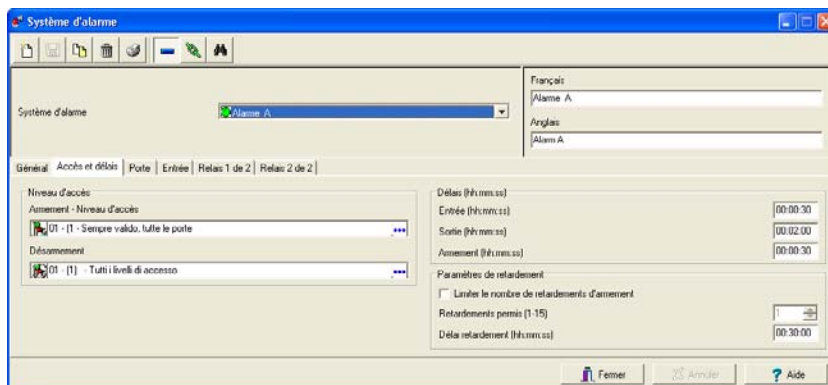 Système d'alarme
Système d'alarme
Alarme A
Français
Alarme A
Anglais
Alarm A
Général
Accès et délais
Porte
Entrée
Relais 1 de 2
Relais 2 de 2
Niveau d'accès
Armement - Niveau d'accès
01 - (1 - Sempre valido, tutte le porte
...
Désarmement
01 - (1) - Tutti i livelli di accesso
...
Délais (hh:mm:ss)
Entrée (hh:mm:ss)
00:00:30
Sortie (hh:mm:ss)
00:02:00
Armement (hh:mm:ss)
00:00:30
Paramètres de retardement
Limiter le nombre de retardements d'armement
Retardements permis (1-15)
1
Délai retardement (hh:mm:ss)
00:30:00
Fermer
Annuler
? Aide